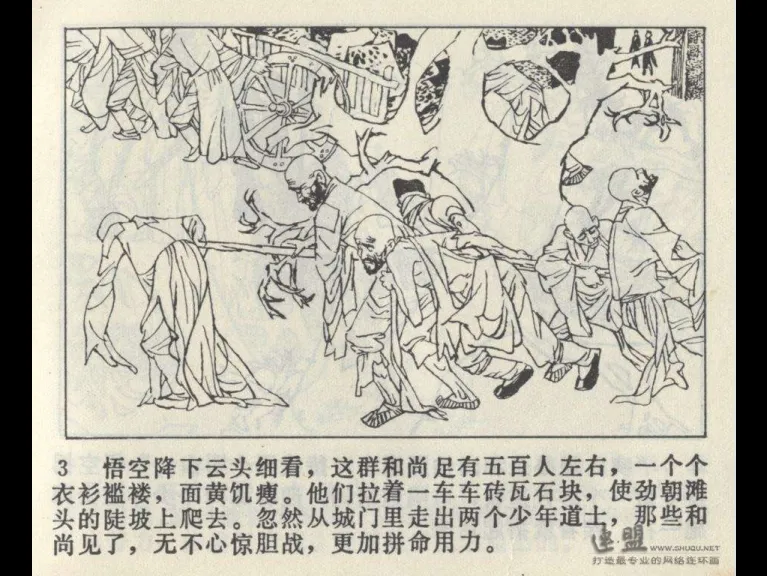 3 悟空降下云头细看，这群和尚足有五百人左右，一个个
衣衫褴褛，面黄饥瘦。他们拉着一车车砖瓦石块，使劲朝滩
头的陡坡上爬去。忽然从城门里走出两个少年道士，那些和
尚见了，无不心惊胆战，更加拼命用力。
连盟 WWW.SHUQU.NET
打造最专业的网络连环画